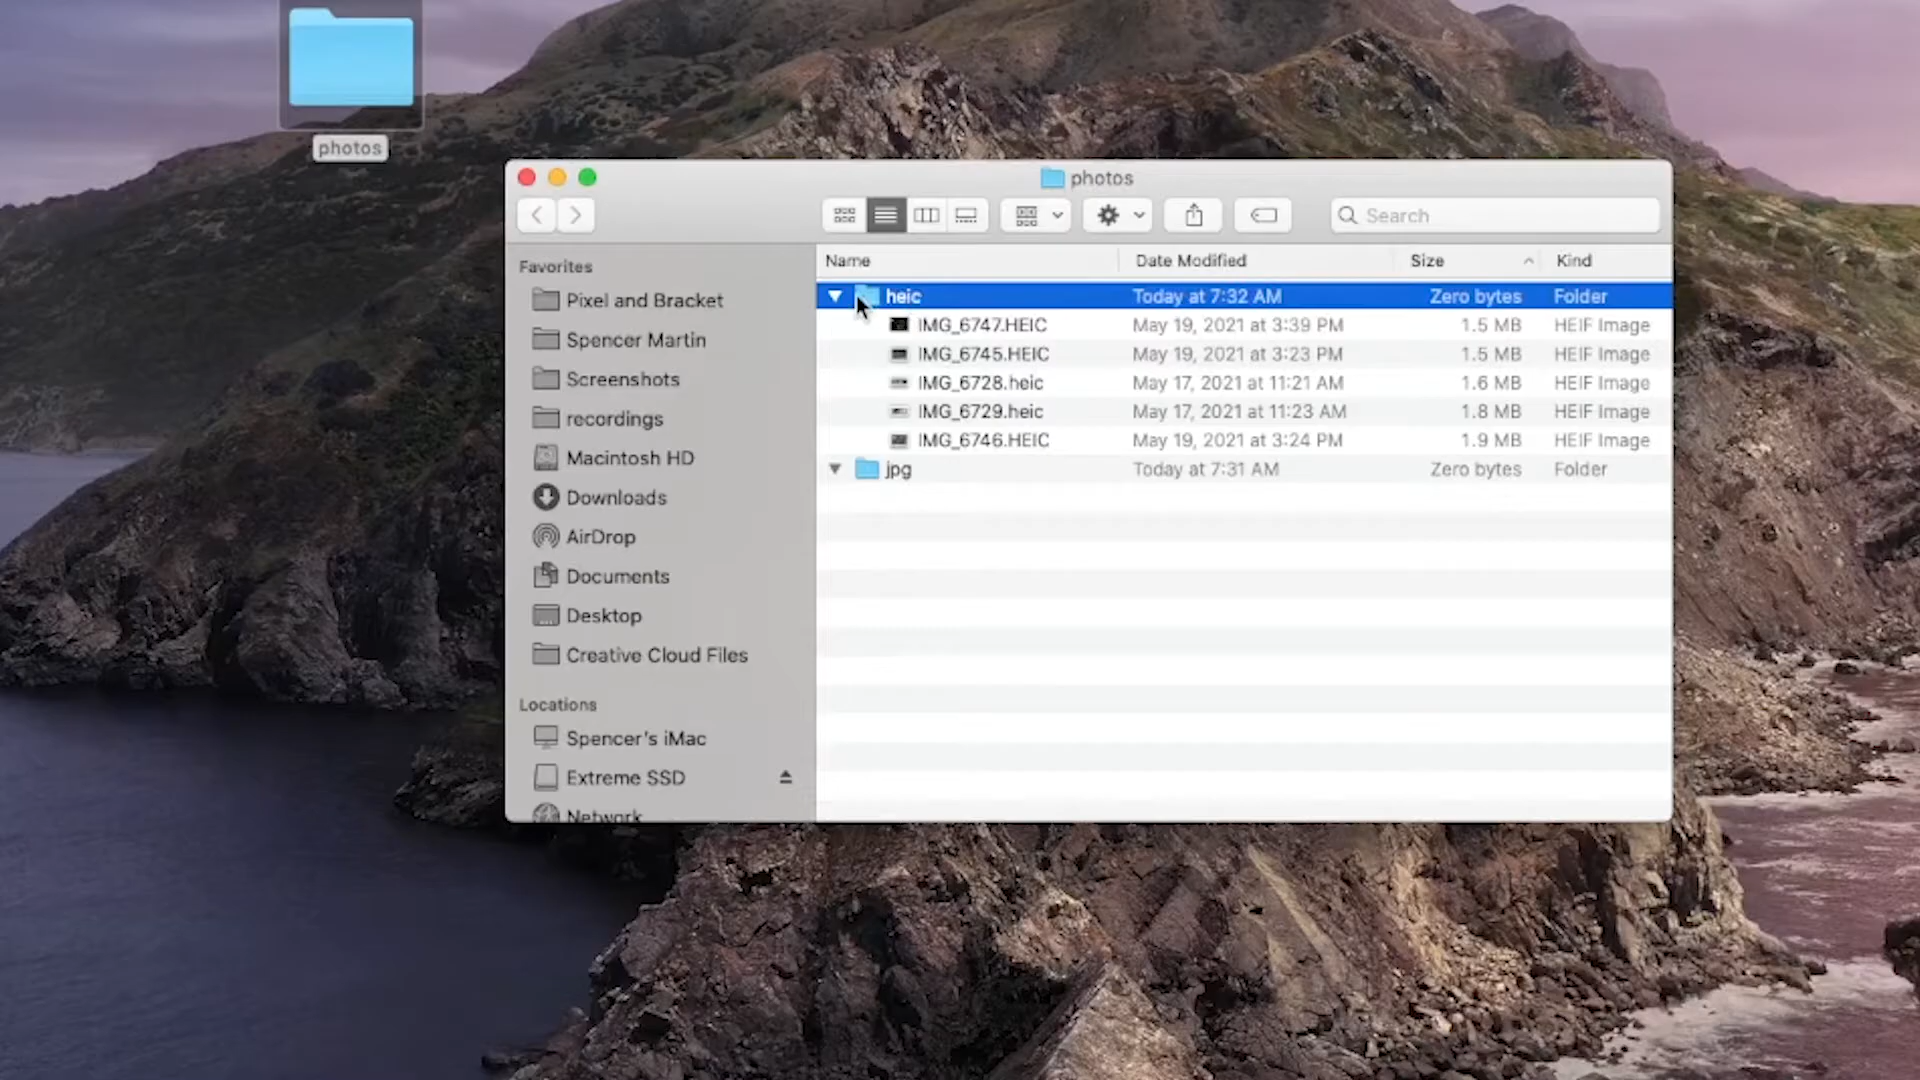 photos
photos
Search
Favorites
Pixel and Bracket
Spencer Martin
Screenshots
recordings
Macintosh HD
Downloads
AirDrop
Documents
Desktop
Creative Cloud Files
Locations
Spencer's iMac
Extreme SSD
Network
Name Date Modified Size Kind
heic Today at 7:32 AM Zero bytes Folder
IMG_6747.HEIC May 19, 2021 at 3:39 PM 1.5 MB HEIF Image
IMG_6745.HEIC May 19, 2021 at 3:23 PM 1.5 MB HEIF Image
IMG_6728.heic May 17, 2021 at 11:21 AM 1.6 MB HEIF Image
IMG_6729.heic May 17, 2021 at 11:23 AM 1.8 MB HEIF Image
IMG_6746.HEIC May 19, 2021 at 3:24 PM 1.9 MB HEIF Image
jpg Today at 7:31 AM Zero bytes Folder